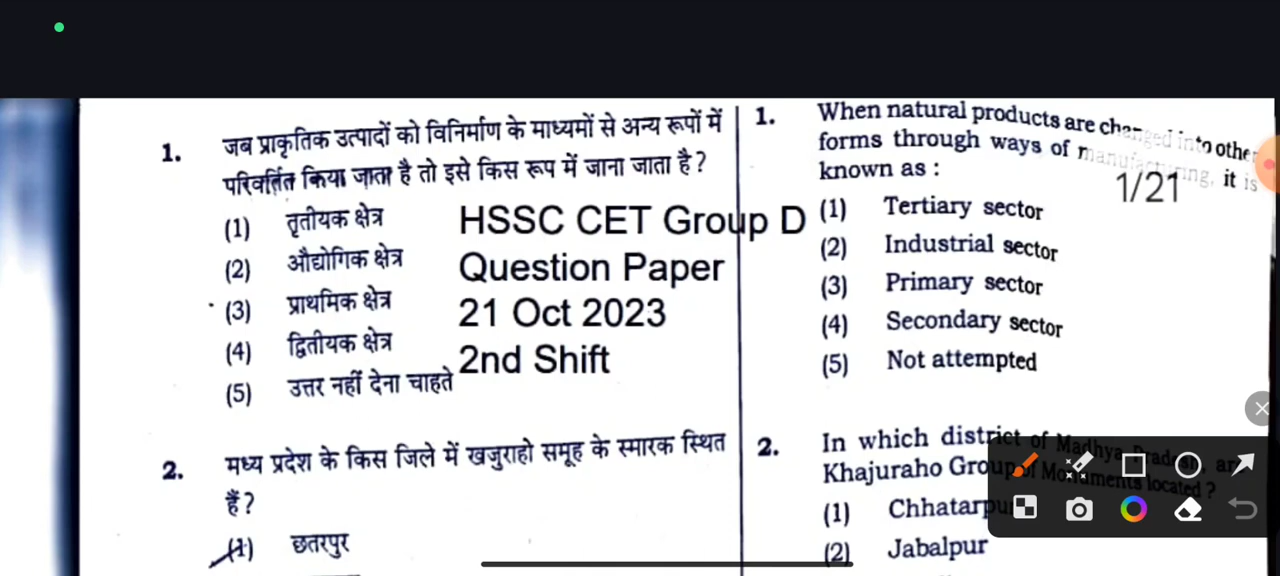 1. जब प्राकृतिक उत्पादों को विनिर्माण के माध्यमों से अन्य रूपों में
परिवर्तित किया जाता है तो इसे किस रूप में जाना जाता है?
(1) तृतीयक क्षेत्र
(2) औद्योगिक क्षेत्र
(3) प्राथमिक क्षेत्र
(4) द्वितीयक क्षेत्र
(5) उत्तर नहीं देना चाहते
2. मध्य प्रदेश के किस जिले में खजुराहो समूह के स्मारक स्थित
हैं?
(1) छतरपुर
HSSC CET Group D
Question Paper
21 Oct 2023
2nd Shift
1. When natural products are changed into other
forms through ways of manufacturing, it is
known as :
1/21
(1) Tertiary sector
(2) Industrial sector
(3) Primary sector
(4) Secondary sector
(5) Not attempted
2. In which district of Madhya Pradesh, are
Khajuraho Group of Monuments located ?
(1) Chhatarpur
(2) Jabalpur